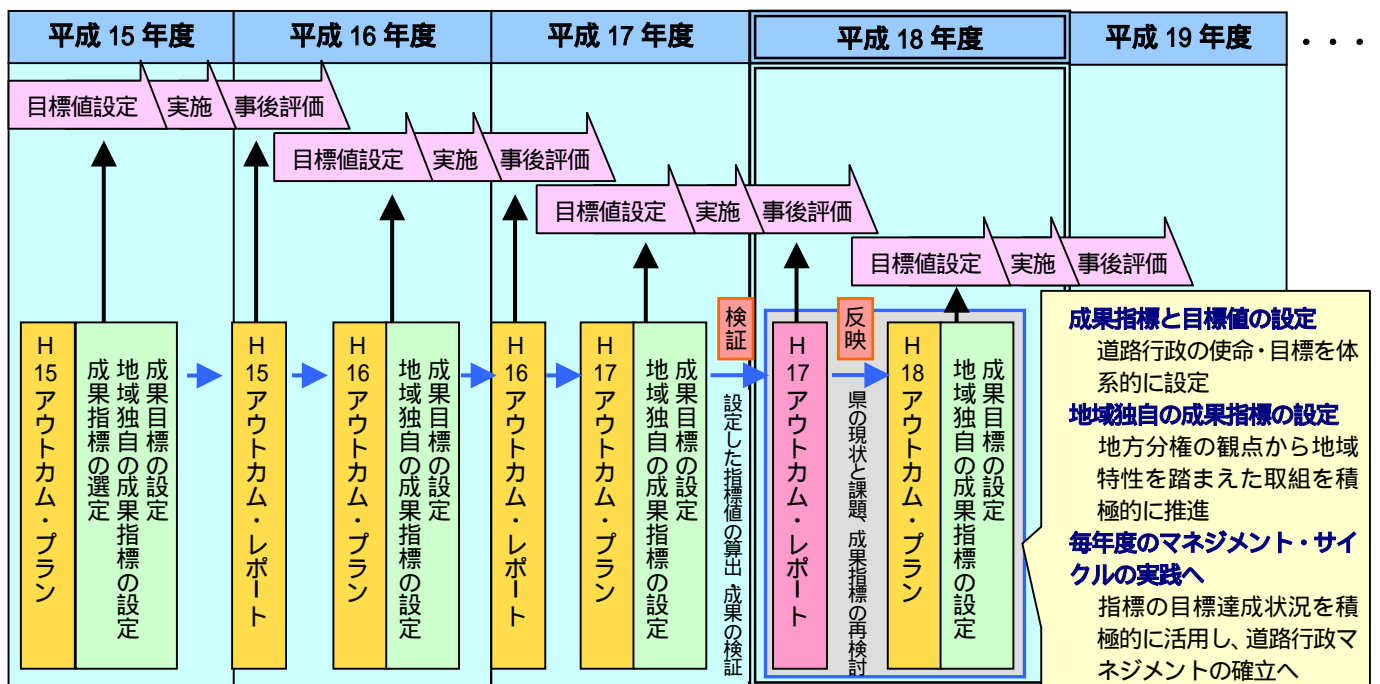 平成 15 年度
平成 16 年度
平成 17 年度
平成 18 年度
平成 19 年度
・・・
目標値設定
実施
事後評価
目標値設定
実施
事後評価
目標値設定
実施
事後評価
目標値設定
実施
事後評価
H15アウトカム・プラン
成果目標の設定
地域独自の成果指標の設定
成果指標の選定
H15アウトカム・レポート
H16アウトカム・プラン
成果目標の設定
地域独自の成果指標の設定
H16アウトカム・レポート
H17アウトカム・プラン
成果目標の設定
地域独自の成果指標の設定
検証
設定した指標値の算出、成果の検証
H17アウトカム・レポート
反映
県の現状と課題、成果指標の再検討
H18アウトカム・プラン
成果目標の設定
地域独自の成果指標の設定
成果指標と目標値の設定
道路行政の使命・目標を体
系的に設定
地域独自の成果指標の設定
地方分権の観点から地域
特性を踏まえた取組を積
極的に推進
毎年度のマネジメント・サイ
クルの実践へ
指標の目標達成状況を積
極的に活用し、道路行政マ
ネジメントの確立へ